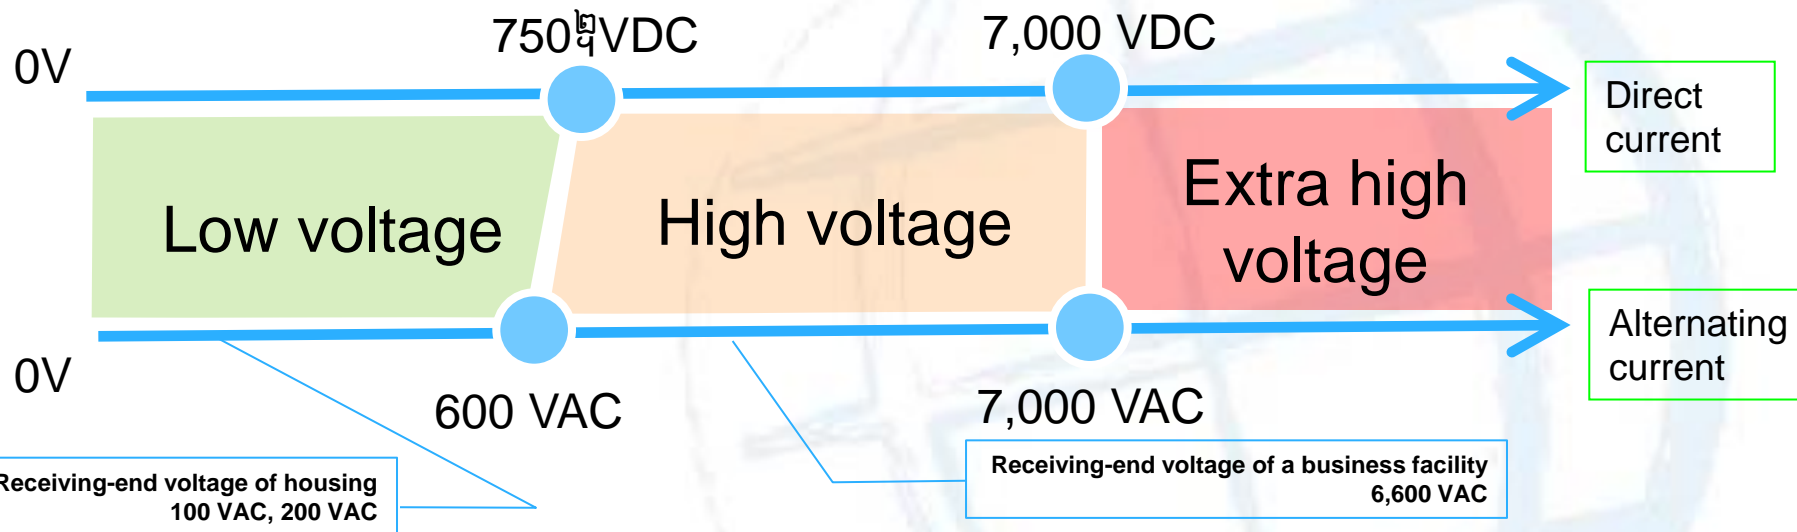 750 VDC
7,000 VDC
0V
Direct
current
Low voltage
High voltage
Extra high
voltage
Alternating
current
0V
600 VAC
7,000 VAC
Receiving-end voltage of housing
100 VAC, 200 VAC
Receiving-end voltage of a business facility
6,600 VAC